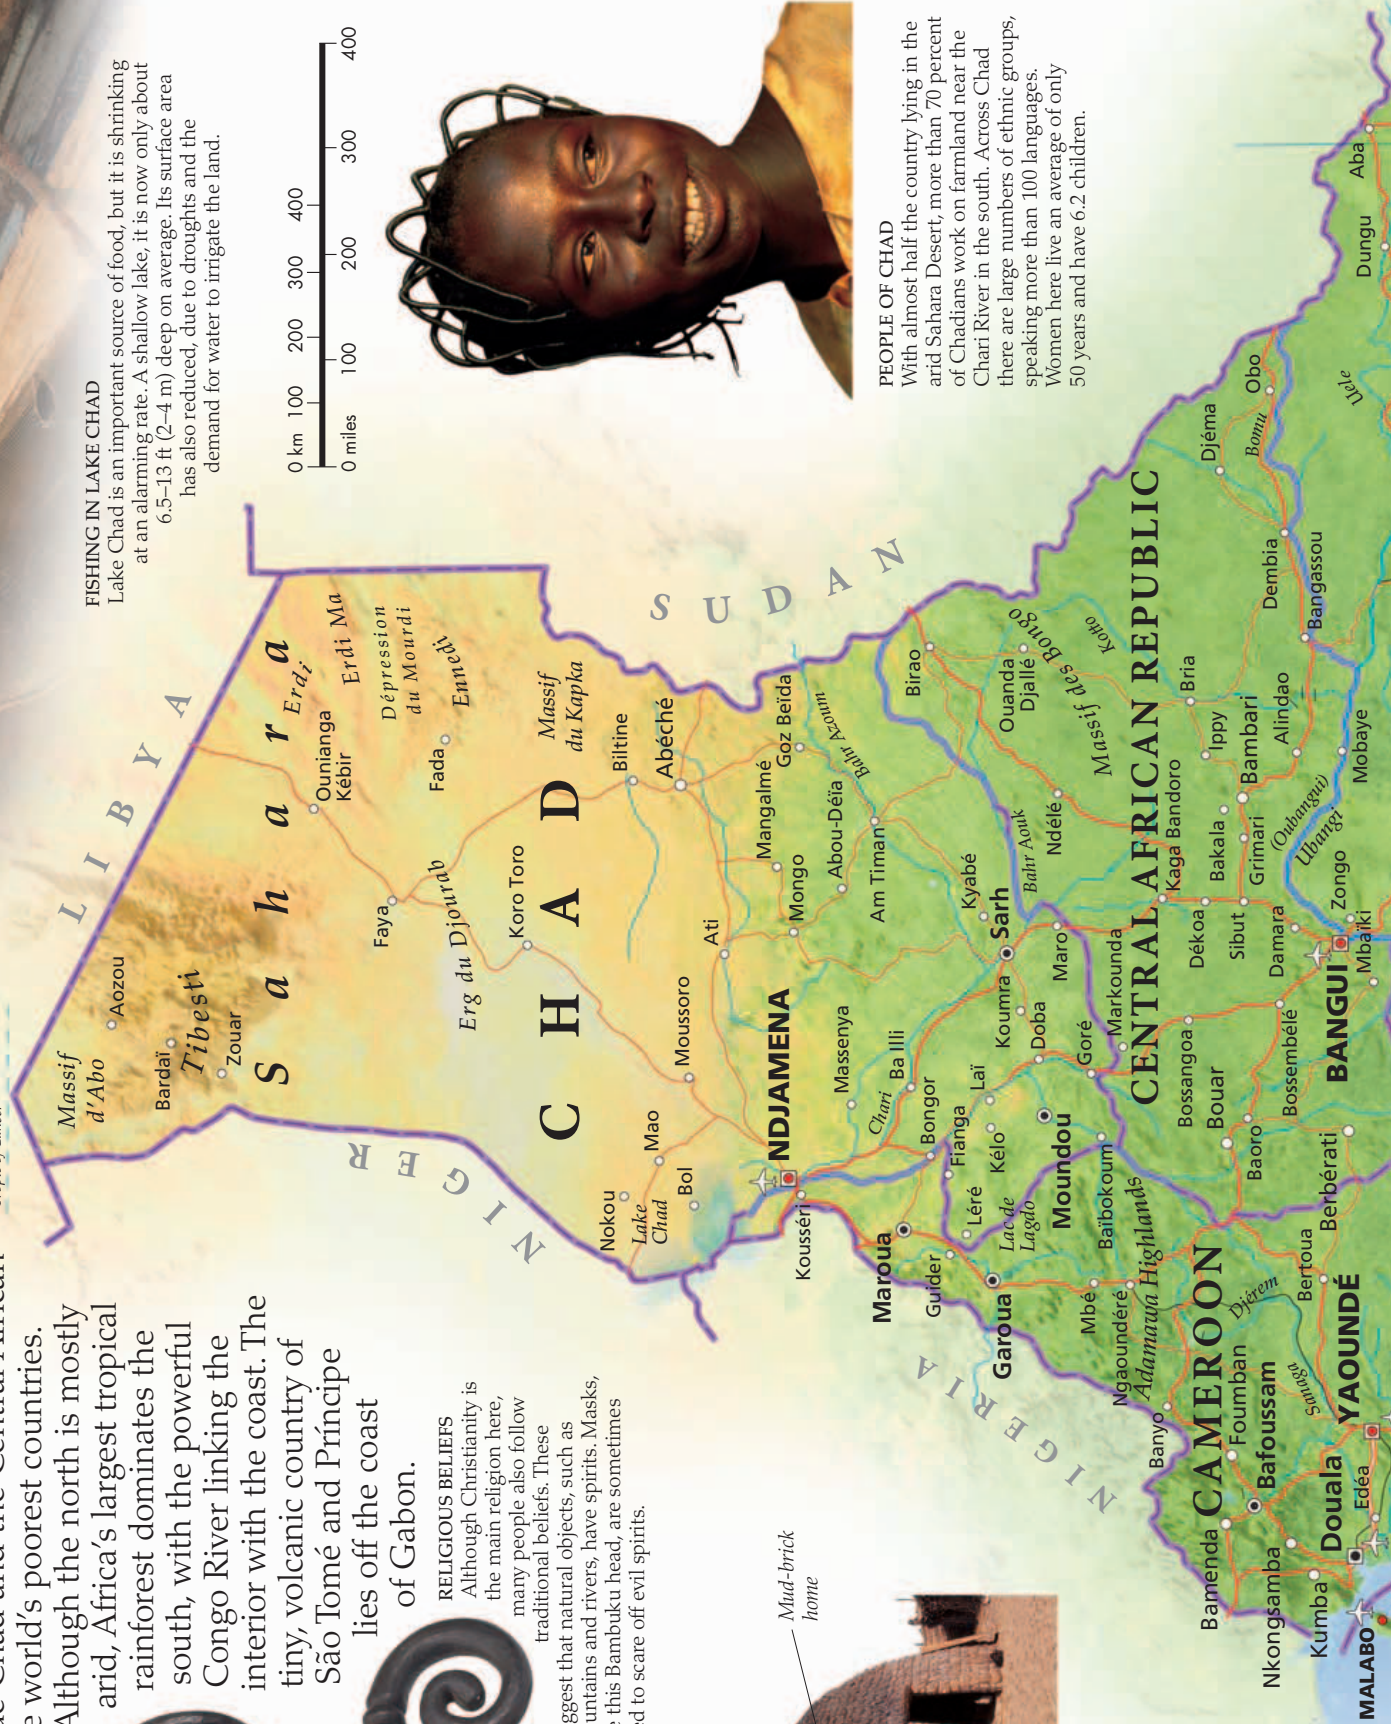 FISHING IN LAKE CHAD
Lake Chad is an important source of food, but it is shrinking
at an alarming rate. A shallow lake, it is now only about
6.5–13 ft (2–4 m) deep on average. Its surface area
has also reduced, due to droughts and the
demand for water to irrigate the land.
0 km 100 200 300 400
0 miles 100 200 300 400
PEOPLE OF CHAD
With almost half the country lying in the
arid Sahara Desert, more than 70 percent
of Chadians work on farmland near the
Chari River in the south. Across Chad
there are large numbers of ethnic groups,
speaking more than 100 languages.
Women here live an average of only
50 years and have 6.2 children.
world's poorest countries.
Although the north is mostly
arid, Africa's largest tropical
rainforest dominates the
south, with the powerful
Congo River linking the
interior with the coast. The
tiny, volcanic country of
São Tomé and Príncipe
lies off the coast
of Gabon.
RELIGIOUS BELIEFS
Although Christianity is
the main religion here,
many people also follow
traditional beliefs. These
that natural objects, such as
and rivers, have spirits. Masks,
this Bambuku head, are sometimes
to scare off evil spirits.
Mud-brick
home
LIBYA
NIGER
SUDAN
NIGERIA
Sahara
CHAD
Massif
d'Abo
Aozou
Bardaï
Tibesti
Zouar
Erdi
Erdi Ma
Ounianga
Kébir
Dépression
du Mourdi
Ennedi
Fada
Faya
Erg du Djourab
Koro Toro
Massif
du Kapka
Biltine
Abéché
Nokou
Lake
Chad
Mao
Bol
Moussoro
Ati
NDJAMENA
Kousséri
Mangalmé
Goz Beïda
Mongo
Bahr Azoum
Abou-Déïa
Am Timan
Massenya
Chari
Ba Illi
Bongor
Fianga
Laï
Kélo
Léré
Lac de
Lagdo
Moundou
Baïbokoum
Kyabé
Sarh
Bahr Aouk
Koumra
Doba
Maro
Goré
Markounda
CENTRAL AFRICAN REPUBLIC
Birao
Ouanda
Djallé
Massif des Bongo
Kotto
Ndélé
Kaga Bandoro
Bria
Ippy
Bakala
Bambari
Grimari
Alindao
Dékoa
Sibut
Damara
Bossangoa
Bouar
Baoro
Bossembélé
BANGUI
Mbaïki
Zongo
(Oubangui)
Ubangi
Mobaye
Bangassou
Dembia
Bomu
Djéma
Obo
Uele
Dungu
Aba
Berbérati
Maroua
Guider
Garoua
Mbé
Ngaoundéré
Adamawa Highlands
Banyo
CAMEROON
Djérem
Bertoua
Foumban
Bafoussam
Sanaga
YAOUNDÉ
Bamenda
Nkongsamba
Kumba
Douala
Edéa
MALABO